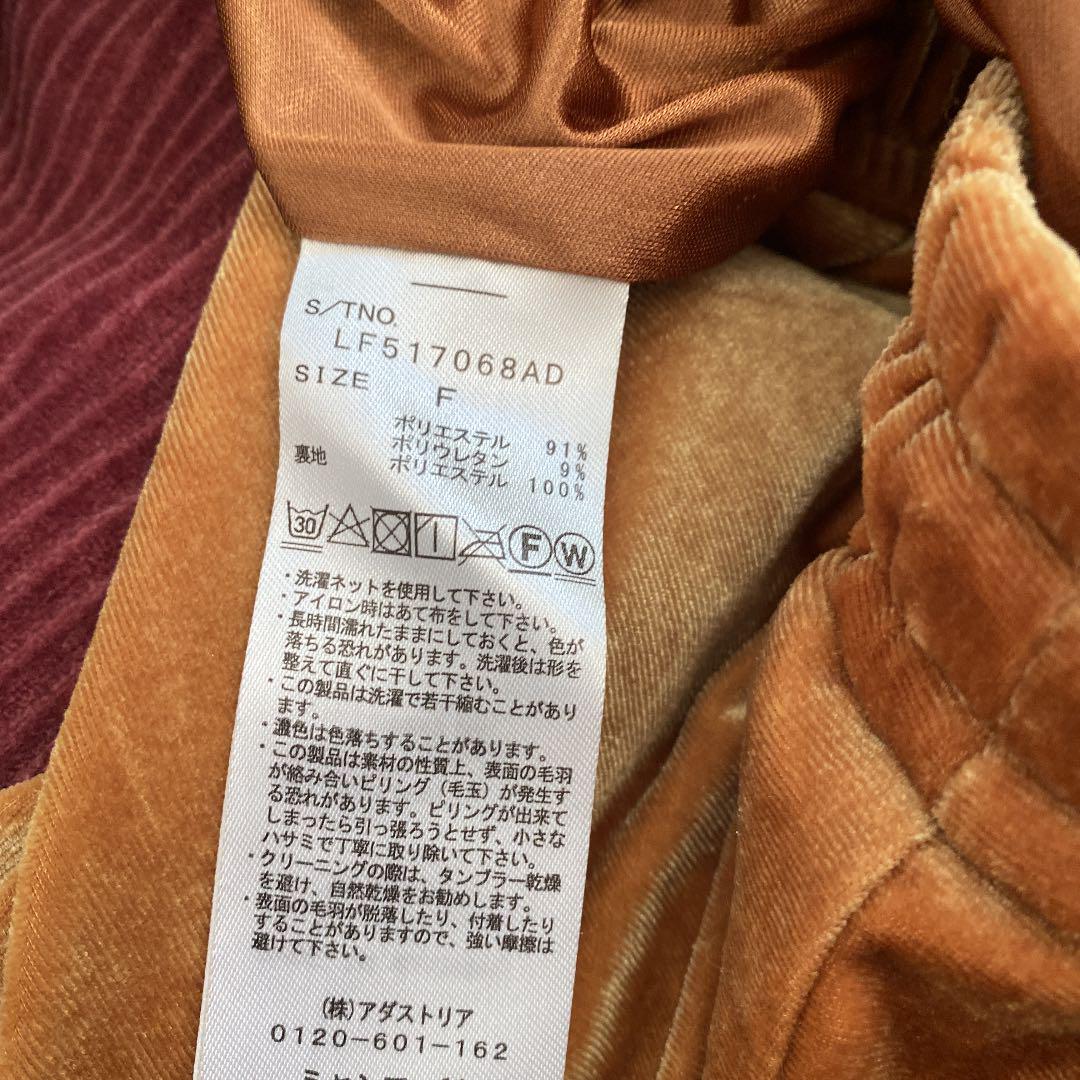 S/TNO.
LF517068AD
SIZE F
ポリエステル 91%
ポリウレタン 9%
裏地 ポリエステル 100%
30 F W
・洗濯ネットを使用して下さい。
・アイロン時はあて布をして下さい。
・長時間濡れたままにしておくと、色が
落ちる恐れがあります。洗濯後は形を
整えて直ぐに干して下さい。
・この製品は洗濯で若干縮むことがあり
ます。
・濃色は色落ちすることがあります。
・この製品は素材の性質上、表面の毛羽
が絡み合いピリング（毛玉）が発生す
る恐れがあります。ピリングが出来て
しまったら引っ張ろうとせず、小さな
ハサミで丁寧に取り除いて下さい。
・クリーニングの際は、タンブラー乾燥
を避け、自然乾燥をお勧めします。
・表面の毛羽が脱落したり、付着したり
することがありますので、強い摩擦は
避けて下さい。
(株)アダストリア
0120-601-162